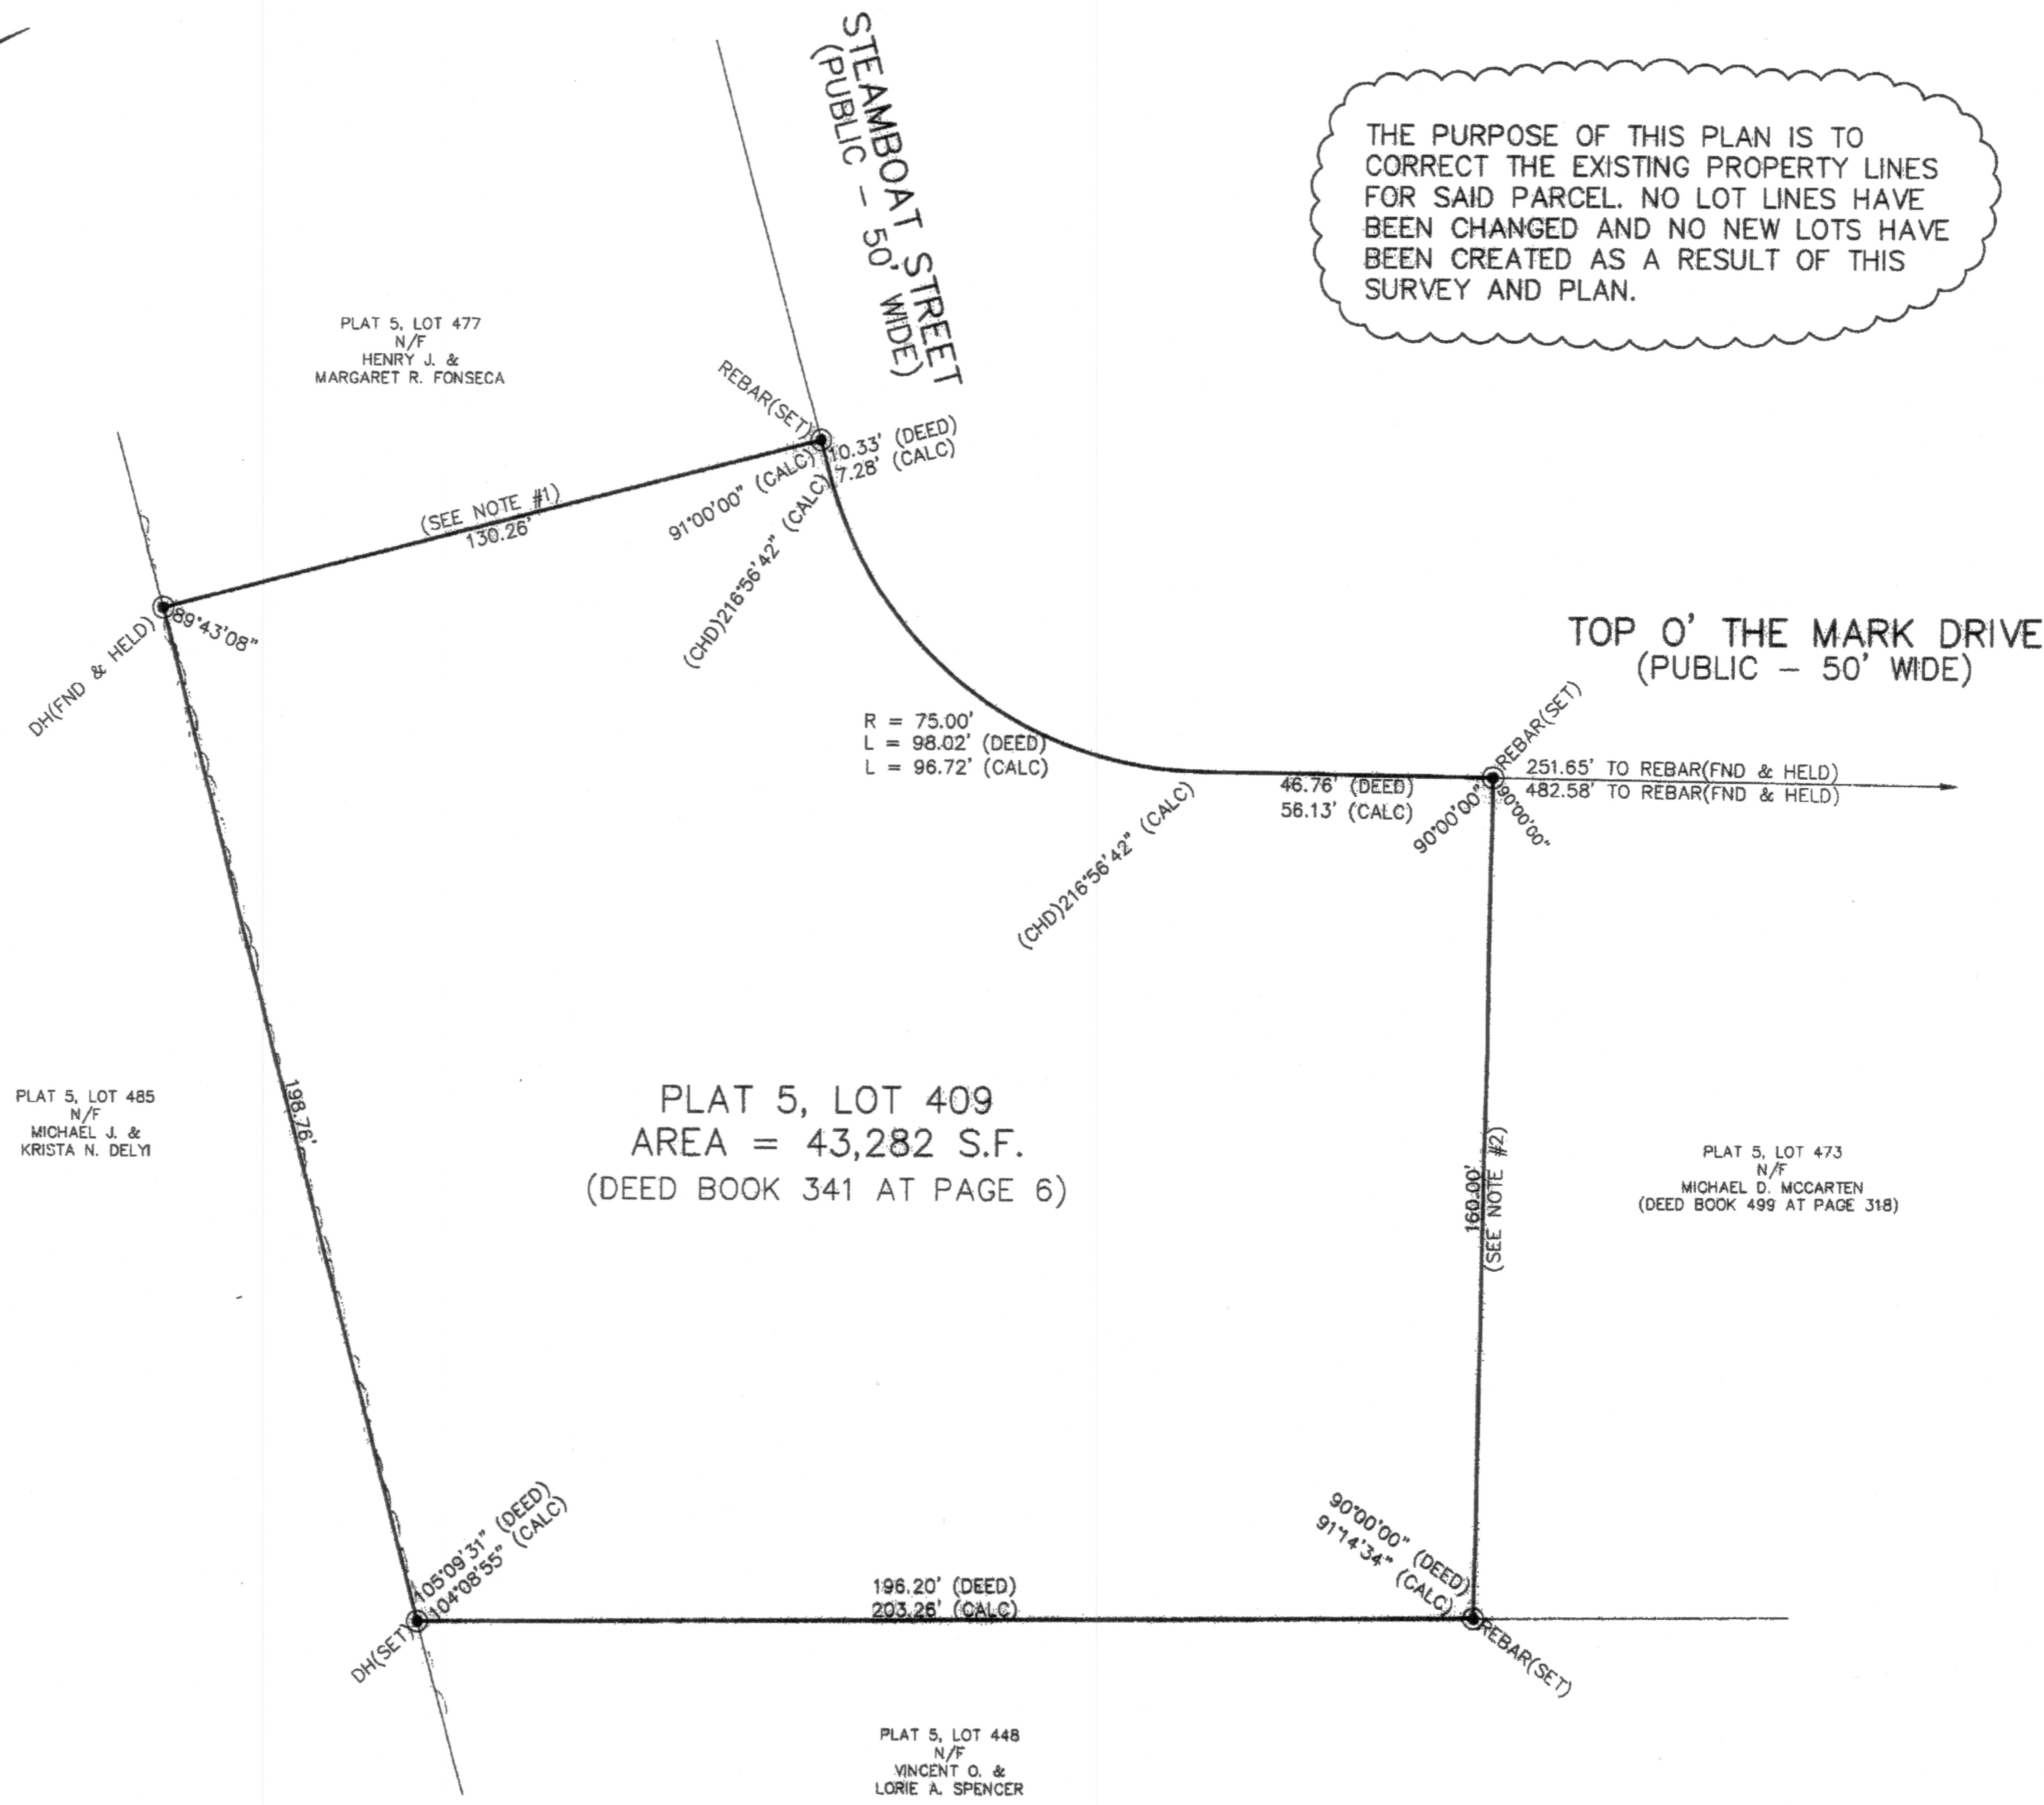 STEAMBOAT STREET
(PUBLIC – 50' WIDE)
THE PURPOSE OF THIS PLAN IS TO
CORRECT THE EXISTING PROPERTY LINES
FOR SAID PARCEL. NO LOT LINES HAVE
BEEN CHANGED AND NO NEW LOTS HAVE
BEEN CREATED AS A RESULT OF THIS
SURVEY AND PLAN.
PLAT 5, LOT 477
N/F
HENRY J. &
MARGARET R. FONSECA
REBAR(SET)
10.33' (DEED)
7.28' (CALC)
91°00'00" (CALC)
(CHD)216°56'42" (CALC)
(SEE NOTE #1)
130.26'
89°43'08"
DH(FND & HELD)
TOP O' THE MARK DRIVE
(PUBLIC – 50' WIDE)
R = 75.00'
L = 98.02' (DEED)
L = 96.72' (CALC)
REBAR(SET)
251.65' TO REBAR(FND & HELD)
482.58' TO REBAR(FND & HELD)
46.76' (DEED)
56.13' (CALC)
90°00'00"
90°00'00"
(CHD)216°56'42" (CALC)
198.76'
PLAT 5, LOT 485
N/F
MICHAEL J. &
KRISTA N. DELYI
PLAT 5, LOT 409
AREA = 43,282 S.F.
(DEED BOOK 341 AT PAGE 6)
160.00'
(SEE NOTE #2)
PLAT 5, LOT 473
N/F
MICHAEL D. MCCARTEN
(DEED BOOK 499 AT PAGE 318)
105°09'31" (DEED)
104°08'55" (CALC)
DH(SET)
196.20' (DEED)
203.26' (CALC)
90°00'00" (DEED)
91°14'34" (CALC)
REBAR(SET)
PLAT 5, LOT 448
N/F
VINCENT O. &
LORIE A. SPENCER